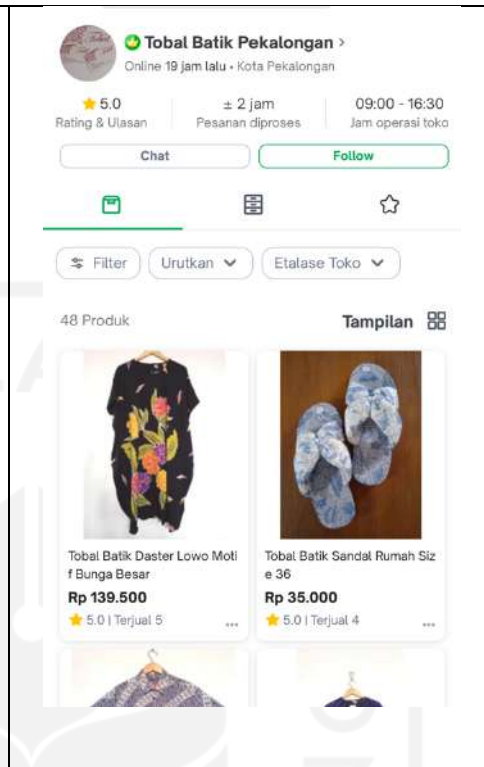 Tobal Batik Pekalongan >
Online 19 jam lalu • Kota Pekalongan
5.0
± 2 jam
09:00 - 16:30
Rating & Ulasan
Pesanan diproses
Jam operasi toko
Chat
Follow
Filter
Urutkan
Etalase Toko
48 Produk
Tampilan
Tobal Batik Daster Lowo Moti
f Bunga Besar
Rp 139.500
5.0 | Terjual 5
Tobal Batik Sandal Rumah Siz
e 36
Rp 35.000
5.0 | Terjual 4